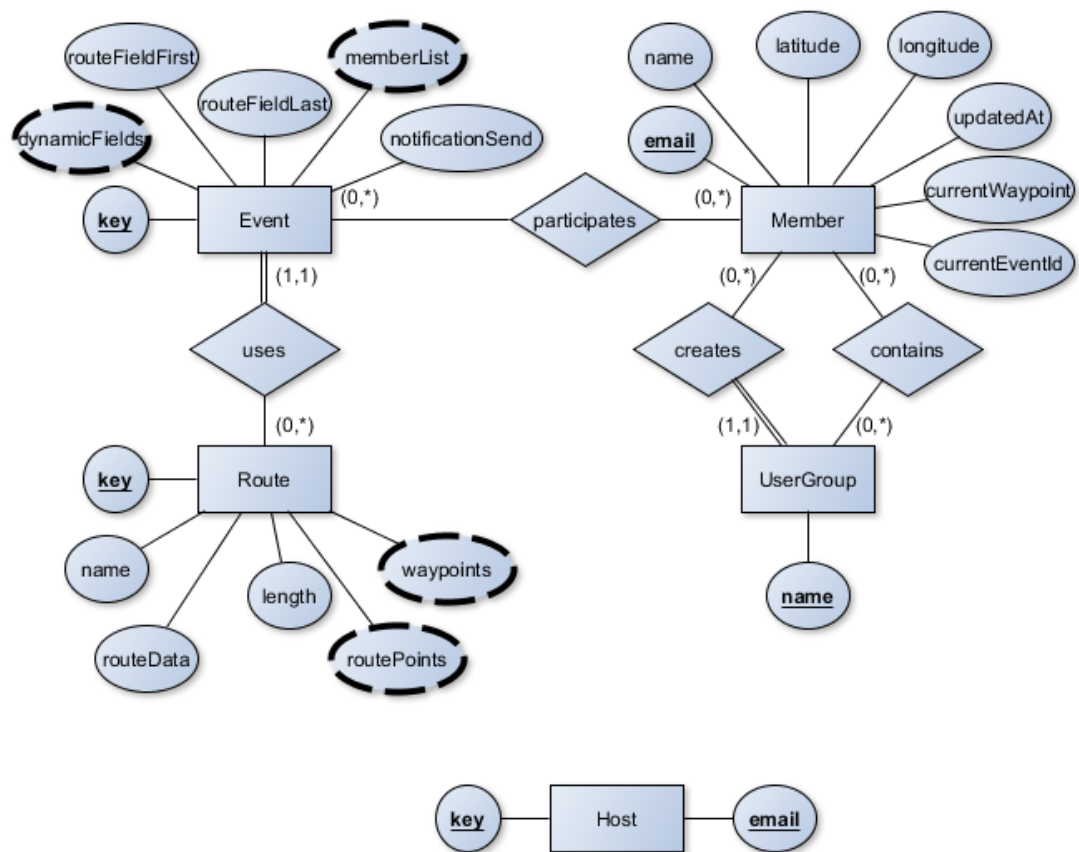 routeFieldFirst
memberList
name
latitude
longitude
dynamicFields
routeFieldLast
notificationSend
email
updatedAt
currentWaypoint
key
Event
(0,*)
participates
(0,*)
Member
currentEventId
(1,1)
(0,*)
(0,*)
uses
creates
contains
(0,*)
(1,1)
(0,*)
key
Route
UserGroup
name
length
waypoints
name
routeData
routePoints
key
Host
email